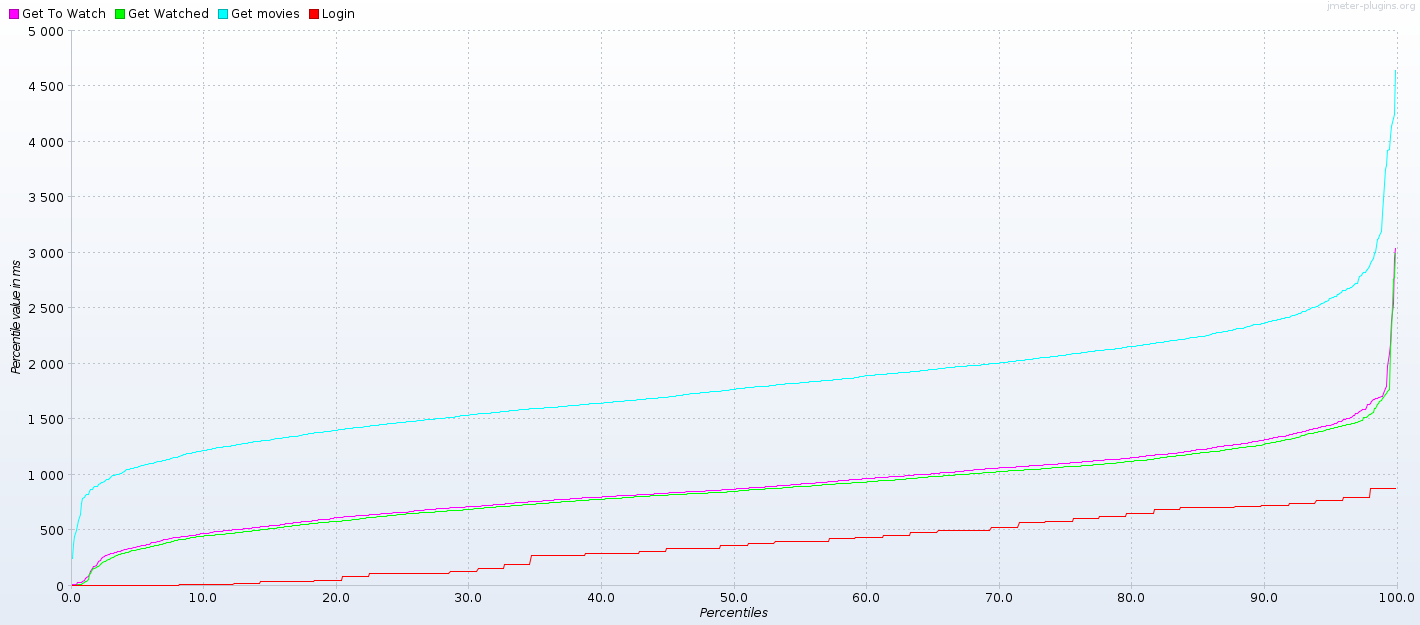 Get To Watch Get Watched Get movies Login
jmeter-plugins.org
5 000
4 500
4 000
3 500
3 000
2 500
2 000
1 500
1 000
500
0
Percentile value in ms
0.0 10.0 20.0 30.0 40.0 50.0 60.0 70.0 80.0 90.0 100.0
Percentiles